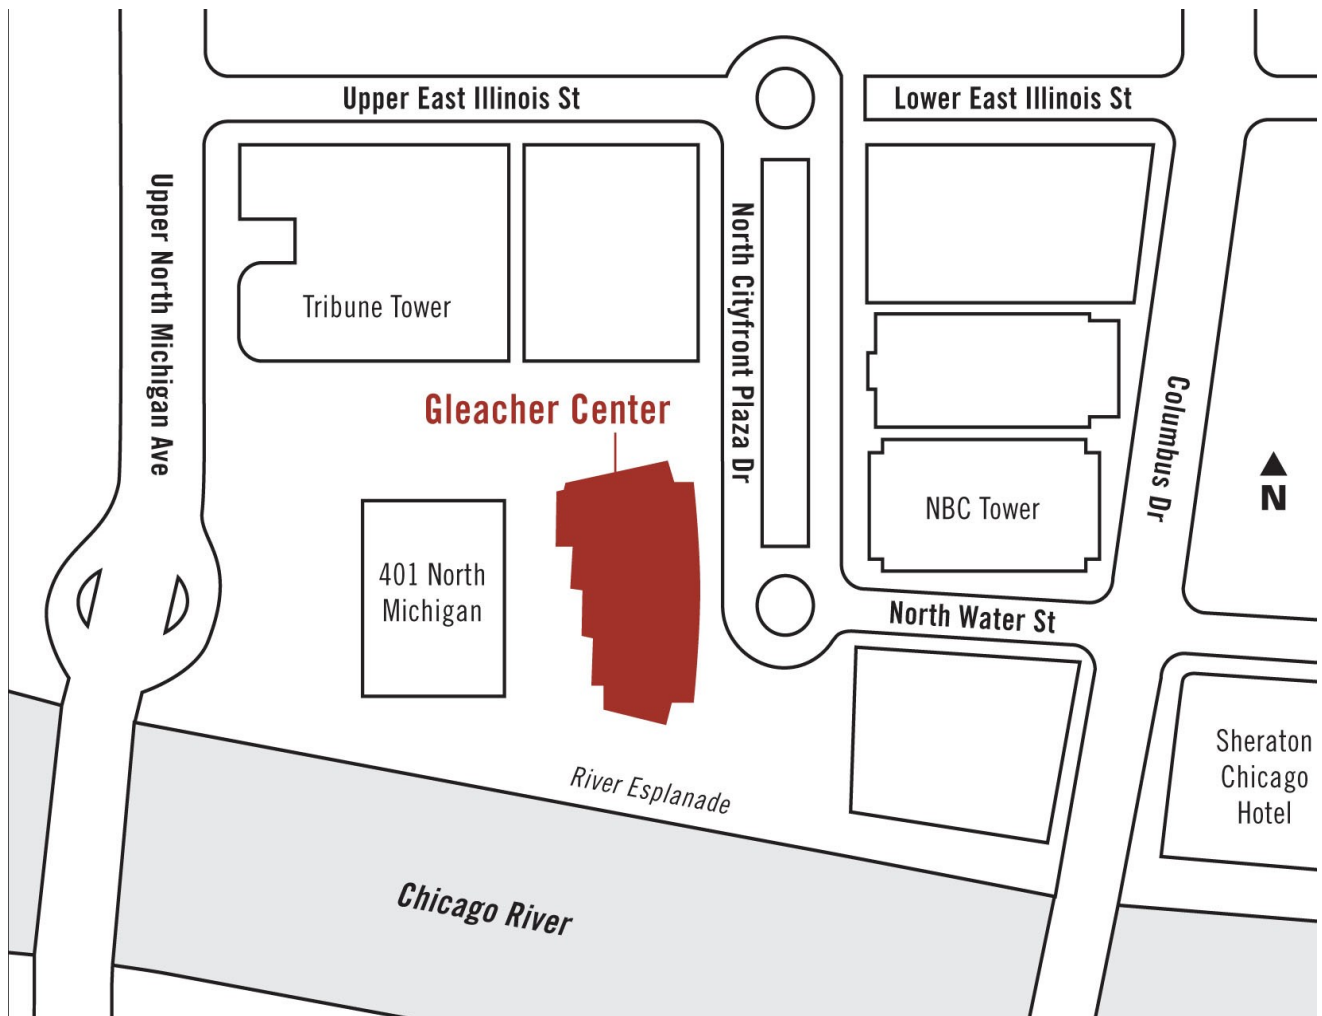 Upper East Illinois St
Lower East Illinois St
Upper North Michigan Ave
North Cityfront Plaza Dr
Tribune Tower
Gleacher Center
Columbus Dr
N
NBC Tower
401 North
Michigan
North Water St
Sheraton
Chicago
Hotel
River Esplanade
Chicago River